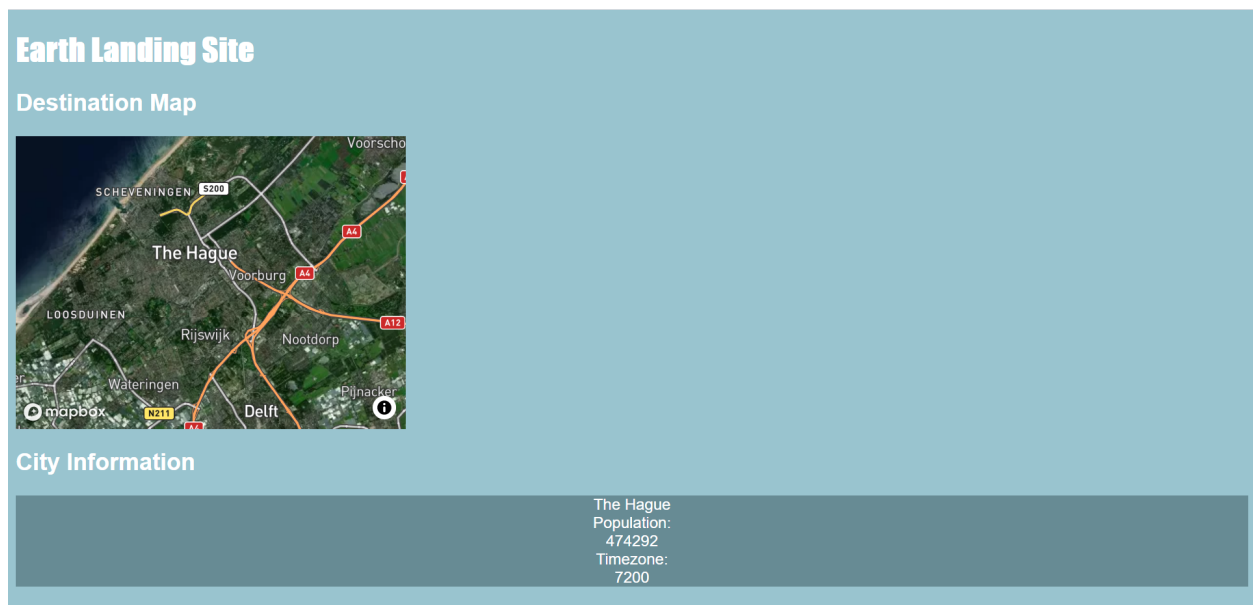 Earth Landing Site
Destination Map
Voorscho
SCHEVENINGEN
S200
A4
The Hague
Voorburg
A4
LOOSDUINEN
A12
Rijswijk
Nootdorp
Wateringen
Pijnacker
mapbox
N211
Delft
A4
City Information
The Hague
Population:
474292
Timezone:
7200